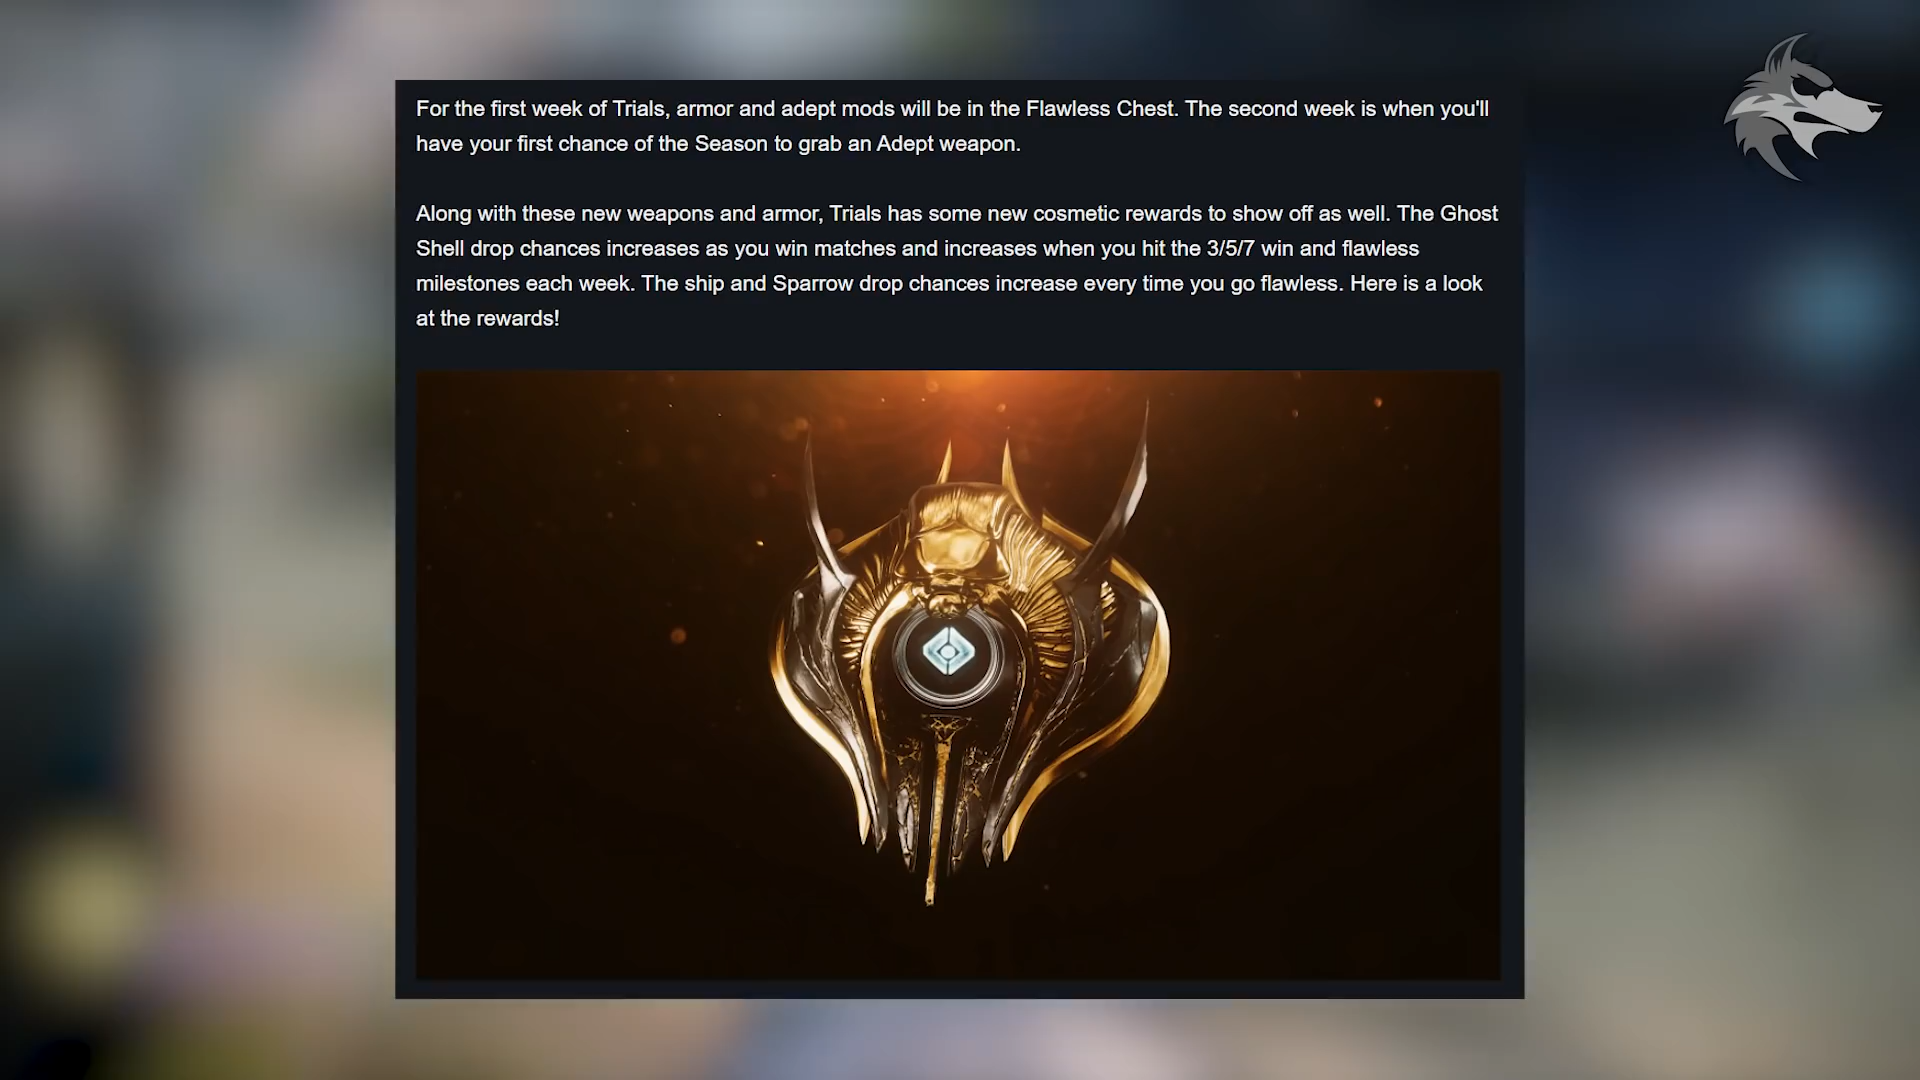 For the first week of Trials, armor and adept mods will be in the Flawless Chest. The second week is when you'll
have your first chance of the Season to grab an Adept weapon.
Along with these new weapons and armor, Trials has some new cosmetic rewards to show off as well. The Ghost
Shell drop chances increases as you win matches and increases when you hit the 3/5/7 win and flawless
milestones each week. The ship and Sparrow drop chances increase every time you go flawless. Here is a look
at the rewards!